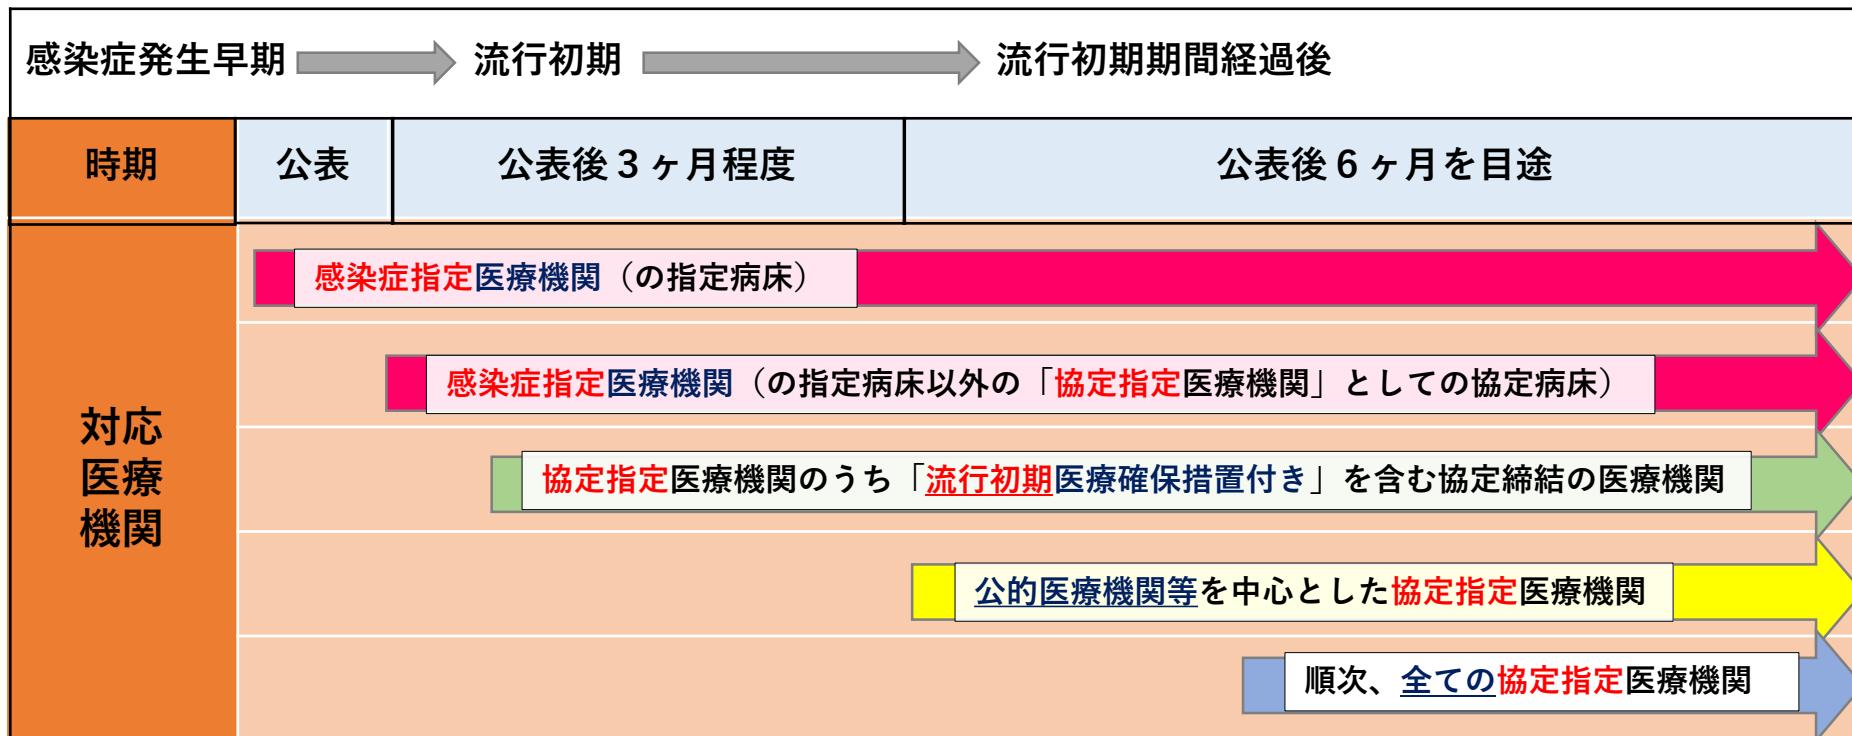 感染症発生早期 流行初期 流行初期期間経過後
時期 公表 公表後3ヶ月程度 公表後6ヶ月を目途
対応
医療
機関
感染症指定医療機関（の指定病床）
感染症指定医療機関（の指定病床以外の「協定指定医療機関」としての協定病床）
協定指定医療機関のうち「流行初期医療確保措置付き」を含む協定締結の医療機関
公的医療機関等を中心とした協定指定医療機関
順次、全ての協定指定医療機関